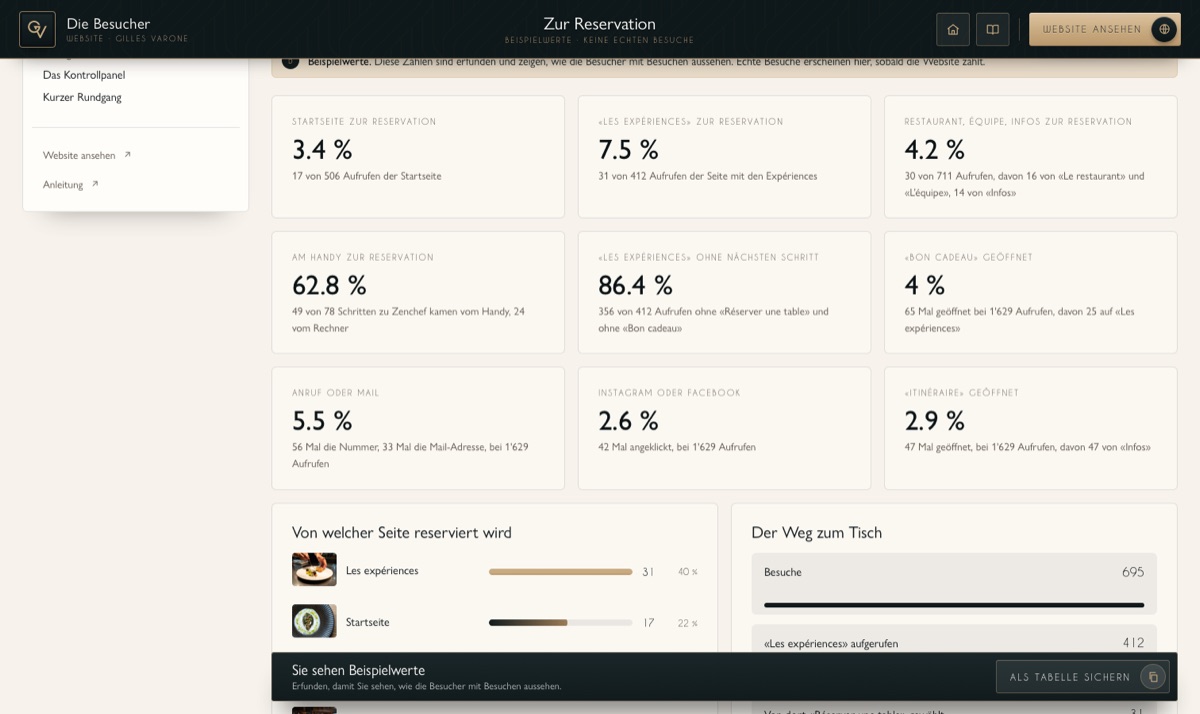 GV
Die Besucher
WEBSITE · GILLES VARONE
Zur Reservation
BEISPIELWERTE · KEINE ECHTEN BESUCHE
WEBSITE ANSEHEN
Das Kontrollpanel
Kurzer Rundgang
Website ansehen ↗
Anleitung ↗
Beispielwerte. Diese Zahlen sind erfunden und zeigen, wie die Besucher mit Besuchen aussehen. Echte Besuche erscheinen hier, sobald die Website zählt.
STARTSEITE ZUR RESERVATION
3.4 %
17 von 506 Aufrufen der Startseite
«LES EXPÉRIENCES» ZUR RESERVATION
7.5 %
31 von 412 Aufrufen der Seite mit den Expériences
RESTAURANT, ÉQUIPE, INFOS ZUR RESERVATION
4.2 %
30 von 711 Aufrufen, davon 16 von «Le restaurant» und
«L'équipe», 14 von «Infos»
AM HANDY ZUR RESERVATION
62.8 %
49 von 78 Schritten zu Zenchef kamen vom Handy, 24
vom Rechner
«LES EXPÉRIENCES» OHNE NÄCHSTEN SCHRITT
86.4 %
356 von 412 Aufrufen ohne «Réserver une table» und
ohne «Bon cadeau»
«BON CADEAU» GEÖFFNET
4 %
65 Mal geöffnet bei 1'629 Aufrufen, davon 25 auf «Les
expériences»
ANRUF ODER MAIL
5.5 %
56 Mal die Nummer, 33 Mal die Mail-Adresse, bei 1'629
Aufrufen
INSTAGRAM ODER FACEBOOK
2.6 %
42 Mal angeklickt, bei 1'629 Aufrufen
«ITINÉRAIRE» GEÖFFNET
2.9 %
47 Mal geöffnet, bei 1'629 Aufrufen, davon 47 von «Infos»
Von welcher Seite reserviert wird
Les expériences 31 40 %
Startseite 17 22 %
Der Weg zum Tisch
Besuche 695
«Les expériences» aufgerufen 412
Sie sehen Beispielwerte
Erfunden, damit Sie sehen, wie die Besucher mit Besuchen aussehen.
ALS TABELLE SICHERN